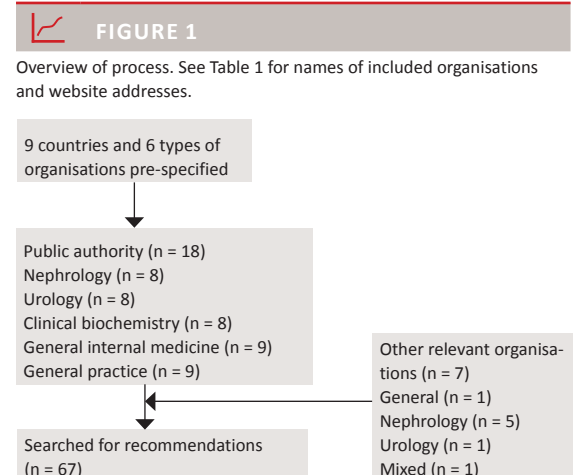 FIGURE 1
Overview of process. See Table 1 for names of included organisations
and website addresses.
9 countries and 6 types of
organisations pre-specified
Public authority (n = 18)
Nephrology (n = 8)
Urology (n = 8)
Clinical biochemistry (n = 8)
General internal medicine (n = 9)
General practice (n = 9)
Other relevant organisa-
tions (n = 7)
General (n = 1)
Nephrology (n = 5)
Urology (n = 1)
Mixed (n = 1)
Searched for recommendations
(n = 67)